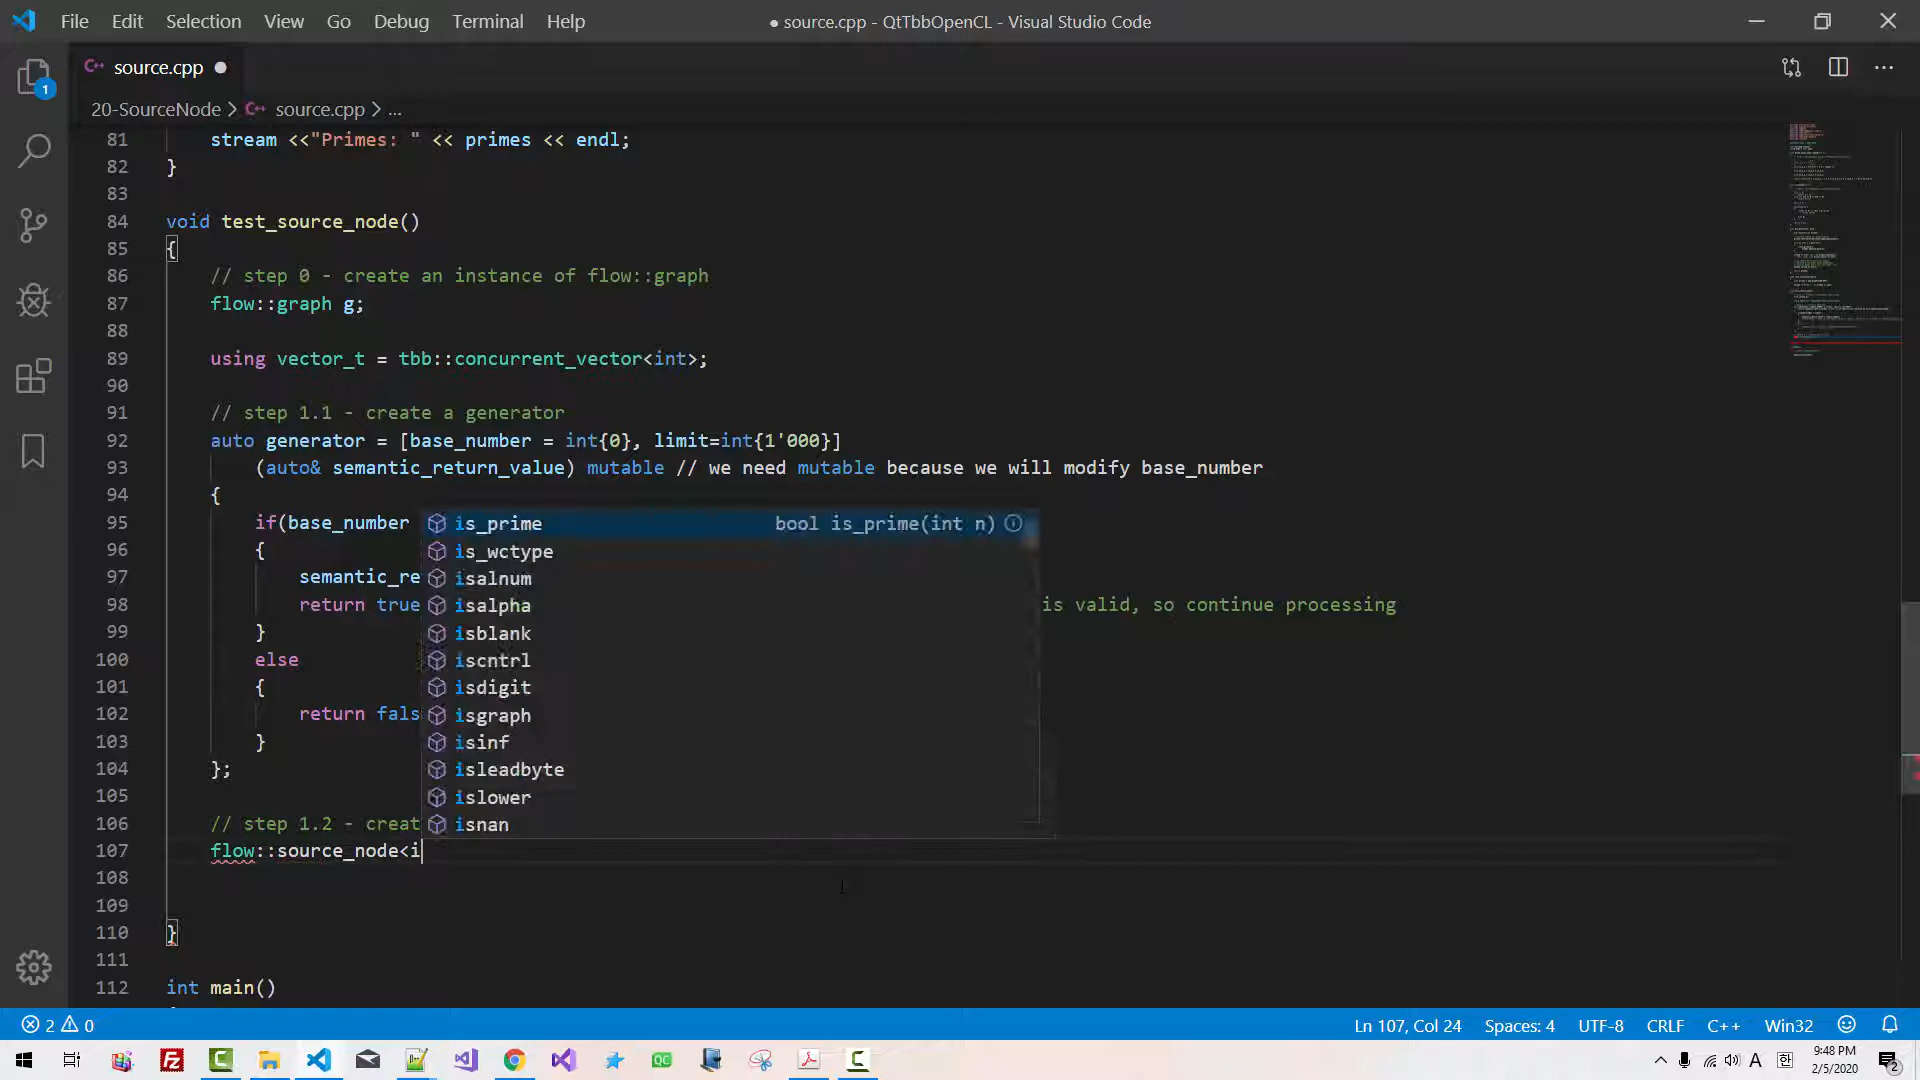 File Edit Selection View Go Debug Terminal Help
● source.cpp - QtTbbOpenCL - Visual Studio Code
1
C++ source.cpp ●
20-SourceNode > C++ source.cpp > ...
81 stream <<"Primes: " << primes << endl;
82 }
83
84 void test_source_node()
85 {
86 // step 0 - create an instance of flow::graph
87 flow::graph g;
88
89 using vector_t = tbb::concurrent_vector<int>;
90
91 // step 1.1 - create a generator
92 auto generator = [base_number = int{0}, limit=int{1'000}]
93 (auto& semantic_return_value) mutable // we need mutable because we will modify base_number
94 {
95 if(base_number
96 {
97 semantic_re
98 return true is valid, so continue processing
99 }
100 else
101 {
102 return fals
103 }
104 };
105
106 // step 1.2 - creat
107 flow::source_node<i
108
109
110 }
111
112 int main()
is_prime bool is_prime(int n)
is_wctype
isalnum
isalpha
isblank
iscntrl
isdigit
isgraph
isinf
isleadbyte
islower
isnan
2 0 Ln 107, Col 24 Spaces: 4 UTF-8 CRLF C++ Win32
QC A 한 9:48 PM
2/5/2020 2